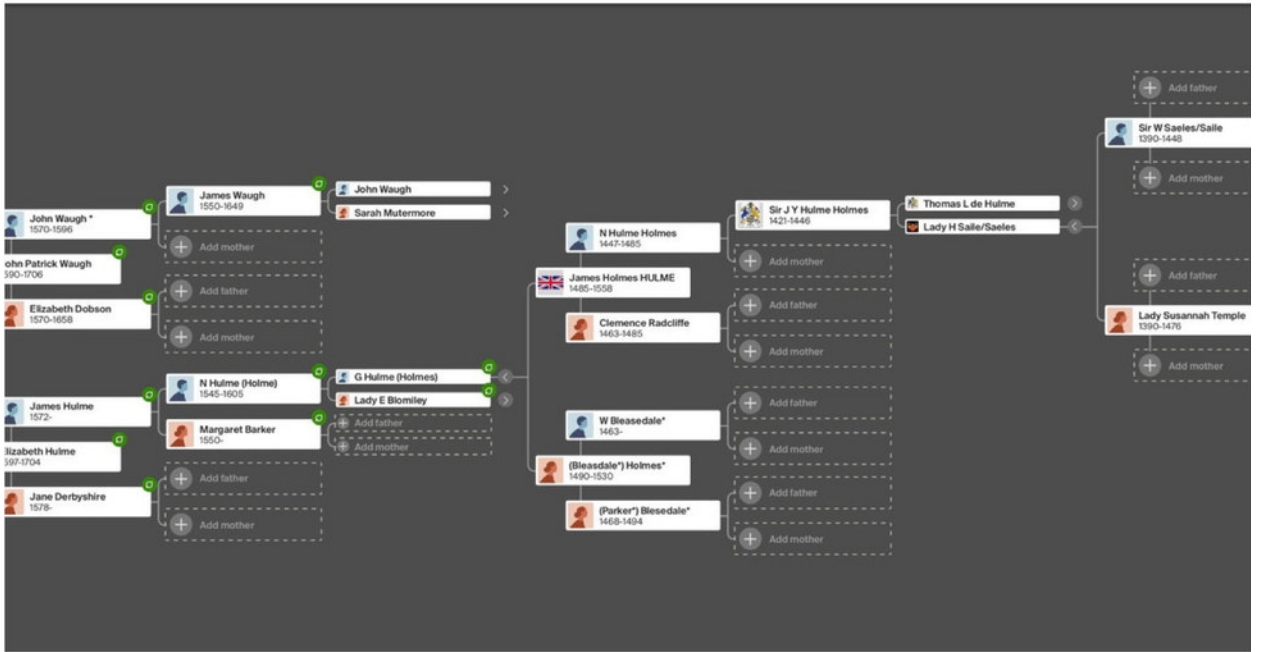 John Waugh *
1570-1596
ohn Patrick Waugh
590-1706
Elizabeth Dobson
1570-1658
James Hulme
1572-
lizabeth Hulme
597-1704
Jane Derbyshire
1578-
James Waugh
1550-1649
Add mother
Add father
Add mother
N Hulme (Holme)
1545-1605
Margaret Barker
1550-
Add father
Add mother
John Waugh
Sarah Mutermore
G Hulme (Holmes)
Lady E Blomiley
Add father
Add mother
N Hulme Holmes
1447-1485
James Holmes HULME
1485-1558
Clemence Radcliffe
1463-1485
W Bleasedale*
1463-
(Bleasdale*) Holmes*
1490-1530
(Parker*) Blesedale*
1468-1494
Sir J Y Hulme Holmes
1421-1446
Add mother
Add father
Add mother
Add father
Add mother
Add father
Add mother
Thomas L de Hulme
Lady H Saile/Saeles
Add father
Sir W Saeles/Saile
1390-1448
Add mother
Add father
Lady Susannah Temple
1390-1476
Add mother